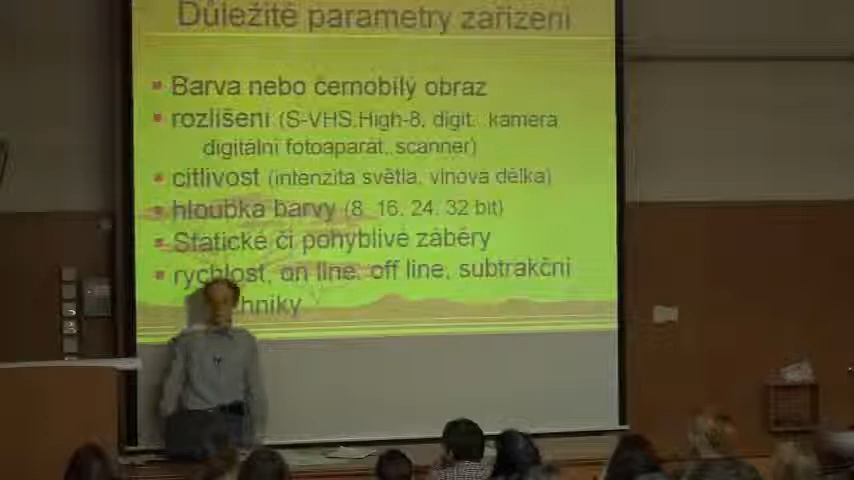 Důležité parametry zařízení
Barva nebo černobílý obraz
rozlišení (S-VHS,High-8, digit. kamera
digitální fotoaparát, scanner)
citlivost (intenzita světla, vlnová délka)
hloubka barvy (8, 16, 24, 32 bit)
Statické či pohyblivé záběry
rychlost, on line, off line, subtrakční
hniky